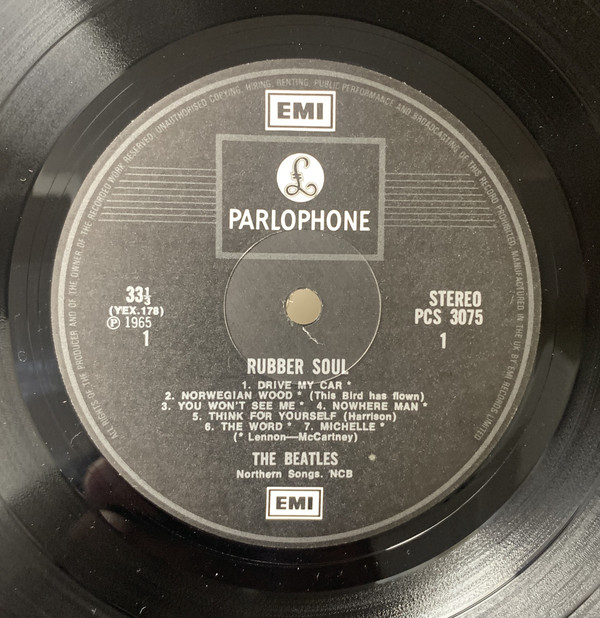 ALL RIGHTS OF THE PRODUCER AND OF THE OWNER OF THE RECORDED WORK RESERVED. UNAUTHORISED COPYING, HIRING, RENTING, PUBLIC PERFORMANCE AND BROADCASTING OF THIS RECORD PROHIBITED. MANUFACTURED IN THE UK BY EMI RECORDS LIMITED
EMI
£
PARLOPHONE
33⅓
(YEX.178)
Ⓟ 1965
1
STEREO
PCS 3075
1
RUBBER SOUL
1. DRIVE MY CAR *
2. NORWEGIAN WOOD * (This Bird has flown)
3. YOU WON'T SEE ME * 4. NOWHERE MAN *
5. THINK FOR YOURSELF (Harrison)
6. THE WORD * 7. MICHELLE *
(* Lennon—McCartney)
THE BEATLES
Northern Songs. NCB
EMI